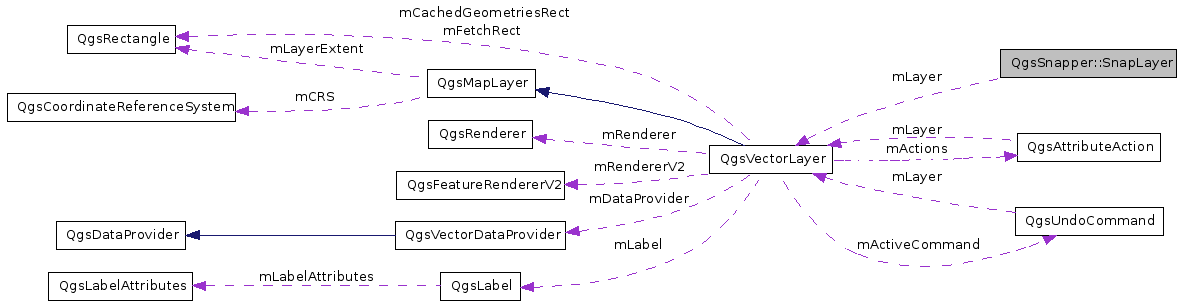 mCachedGeometriesRect
mFetchRect
QgsRectangle
mLayerExtent
QgsSnapper::SnapLayer
QgsMapLayer
mLayer
mCRS
QgsCoordinateReferenceSystem
QgsRenderer
mRenderer
mLayer
QgsAttributeAction
mActions
QgsVectorLayer
mRendererV2
QgsFeatureRendererV2
mLayer
mDataProvider
QgsUndoCommand
QgsDataProvider
QgsVectorDataProvider
mLabel
mActiveCommand
mLabelAttributes
QgsLabelAttributes
QgsLabel